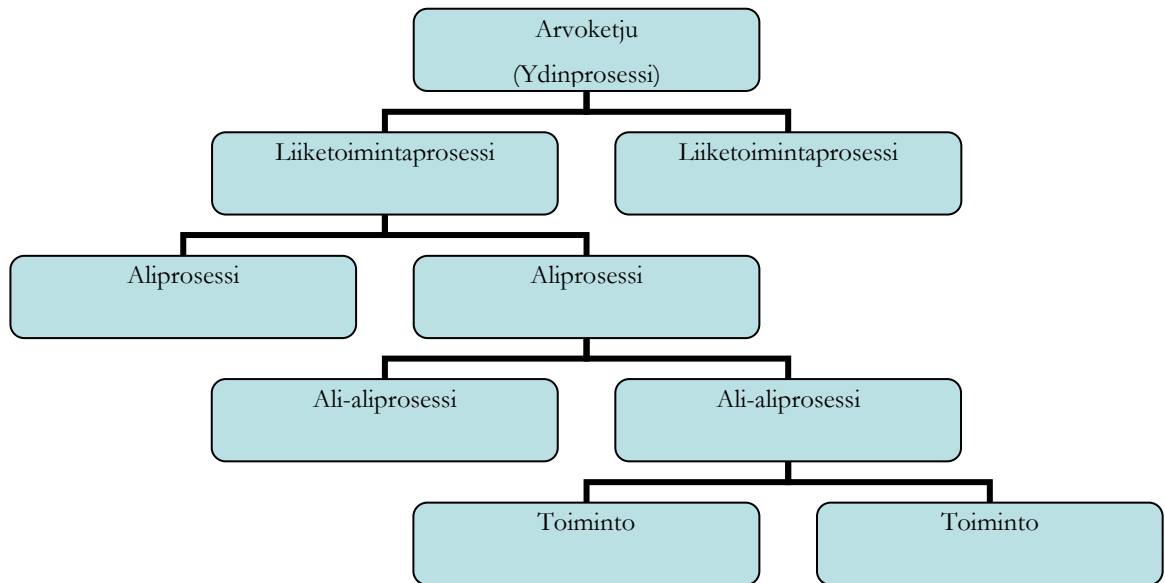 Arvoketju
(Ydinprosessi)
Liiketoimintaprosessi
Liiketoimintaprosessi
Aliprosessi
Aliprosessi
Ali-aliprosessi
Ali-aliprosessi
Toiminto
Toiminto